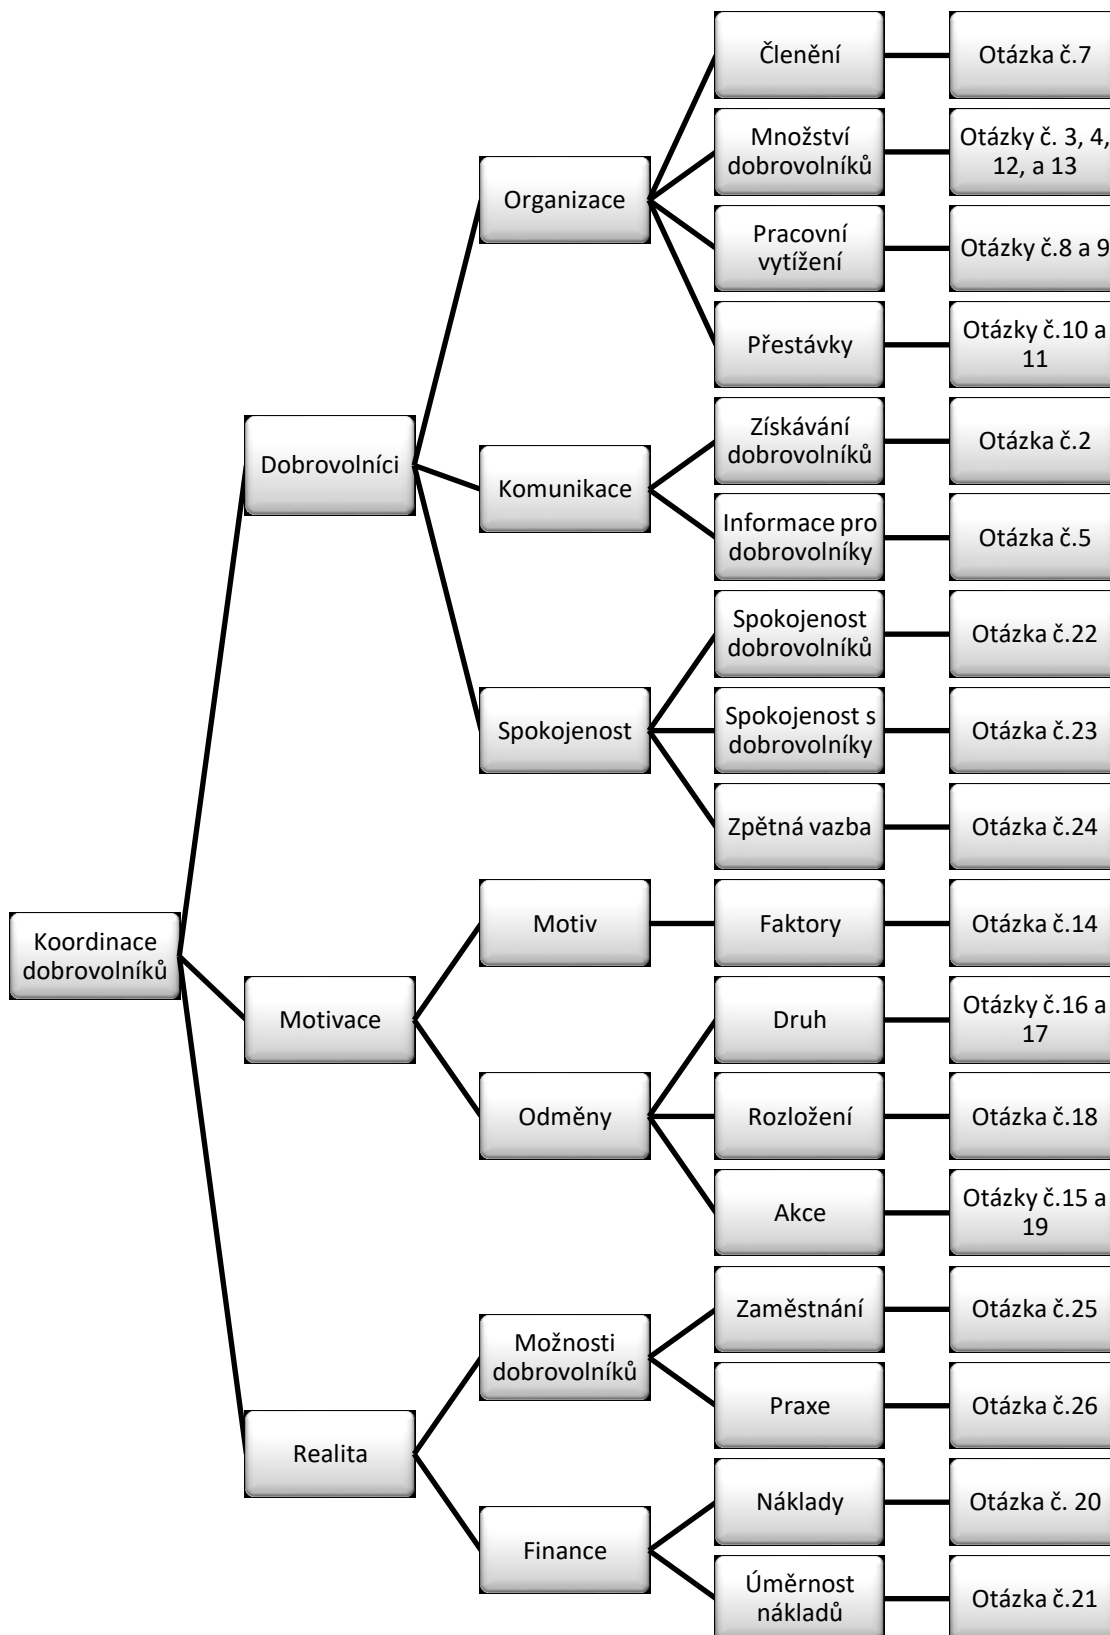 Členění
Otázka č.7
Množství
dobrovolníků
Otázky č. 3, 4,
12, a 13
Organizace
Pracovní
vytížení
Otázky č.8 a 9
Přestávky
Otázky č.10 a
11
Dobrovolníci
Získávání
dobrovolníků
Otázka č.2
Komunikace
Informace pro
dobrovolníky
Otázka č.5
Spokojenost
dobrovolníků
Otázka č.22
Spokojenost
Spokojenost s
dobrovolníky
Otázka č.23
Zpětná vazba
Otázka č.24
Koordinace
dobrovolníků
Motiv
Faktory
Otázka č.14
Motivace
Druh
Otázky č.16 a
17
Odměny
Rozložení
Otázka č.18
Akce
Otázky č.15 a
19
Zaměstnání
Otázka č.25
Možnosti
dobrovolníků
Praxe
Otázka č.26
Realita
Náklady
Otázka č. 20
Finance
Úměrnost
nákladů
Otázka č.21